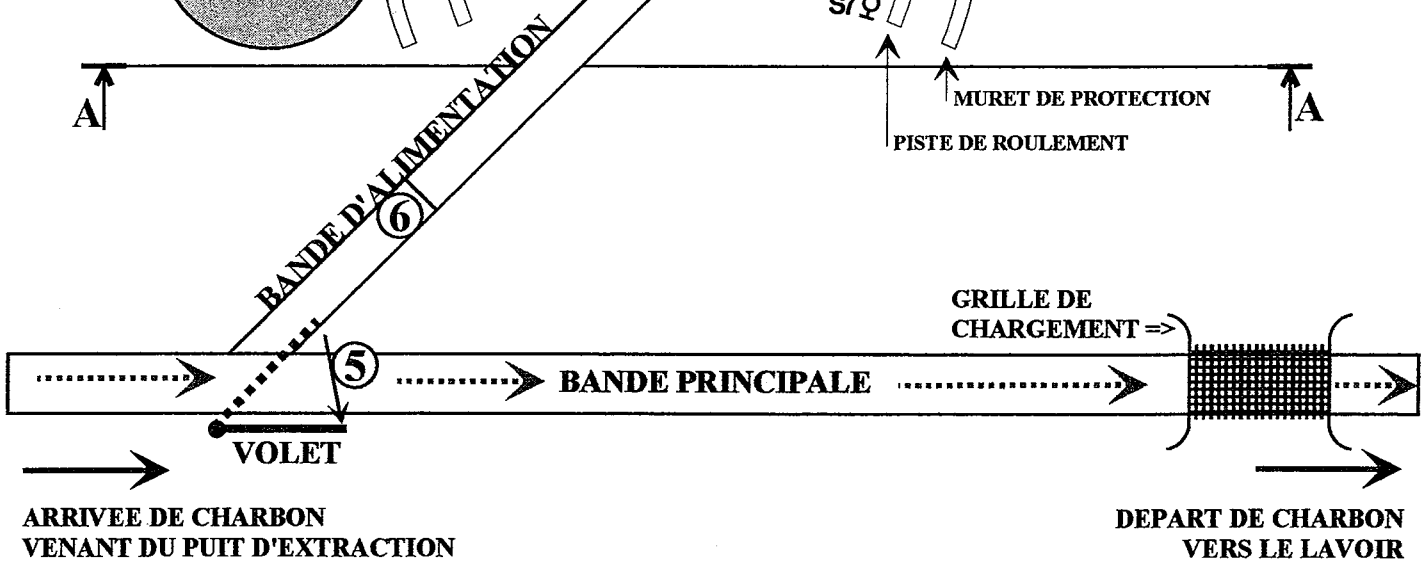 A
A
MURET DE PROTECTION
PISTE DE ROULEMENT
BANDE D'ALIMENTATION
6
GRILLE DE
CHARGEMENT =>
5
BANDE PRINCIPALE
VOLET
ARRIVEE DE CHARBON
VENANT DU PUIT D'EXTRACTION
DEPART DE CHARBON
VERS LE LAVOIR